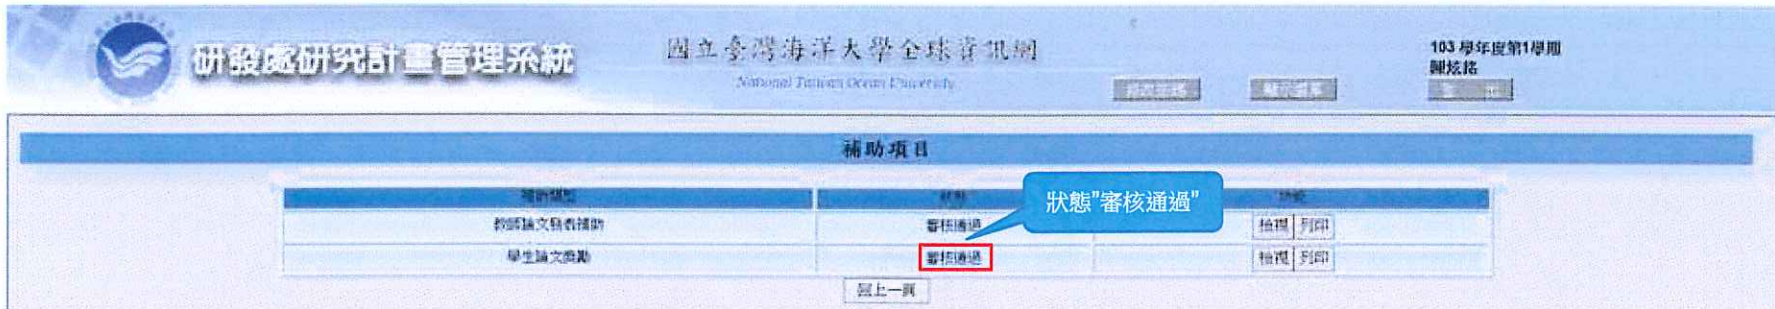 研發處研究計畫管理系統
國立臺灣海洋大學全球資訊網
National Taiwan Ocean University
103 學年度第1學期
陳炫銘
補助項目
狀態"審核通過"
教師論文發表補助 審核通過 檢視 列印
學生論文獎勵 審核通過 檢視 列印
回上一頁